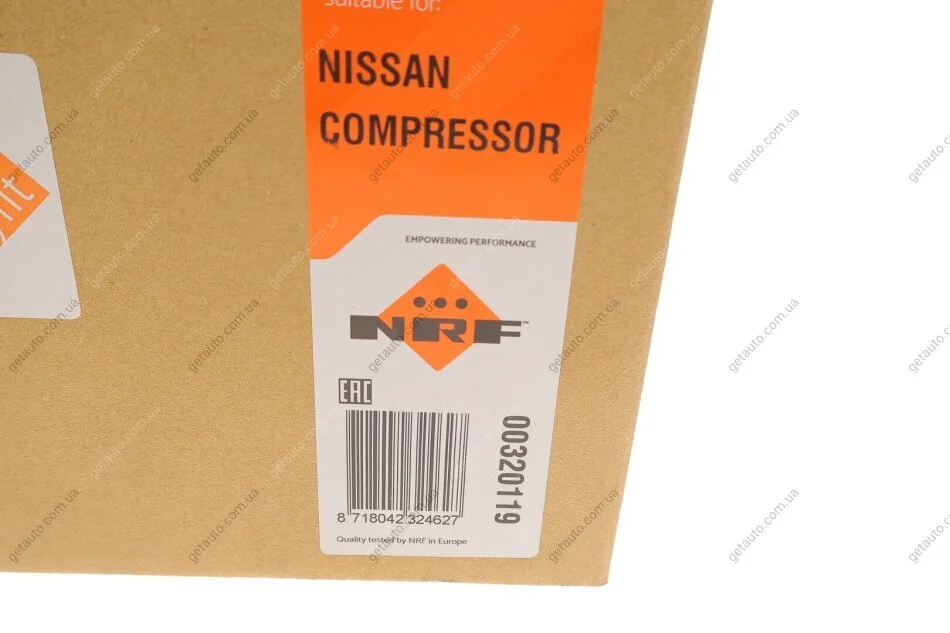 suitable for:
NISSAN
COMPRESSOR
EMPOWERING PERFORMANCE
NRF™
EAC
8 718042 324627
00320119
Quality tested by NRF in Europe
getauto.com.ua